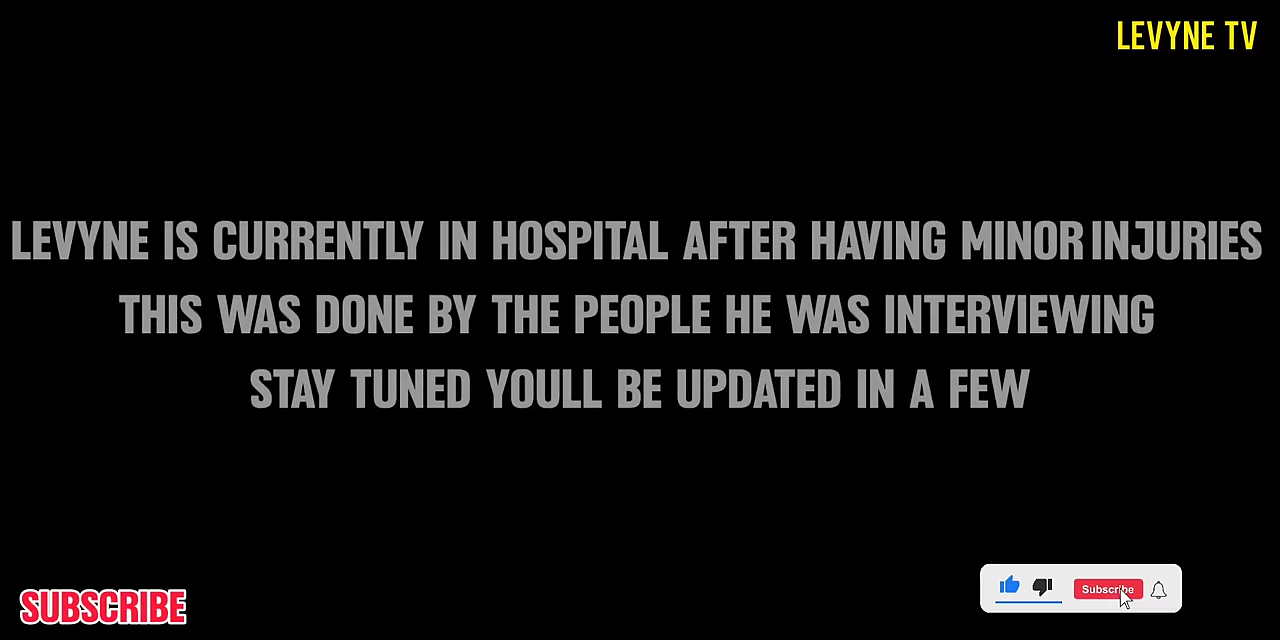 LEVYNE TV
LEVYNE IS CURRENTLY IN HOSPITAL AFTER HAVING MINOR INJURIES
THIS WAS DONE BY THE PEOPLE HE WAS INTERVIEWING
STAY TUNED YOULL BE UPDATED IN A FEW
SUBSCRIBE
Subscribe